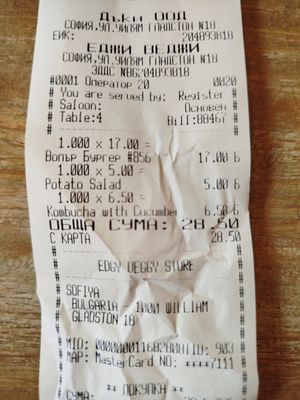 Дъки ООД
СОФИЯ,УЛ.УИЛЯМ ГЛАДСТОН N18
ЕИК: 204893818
ЕДЖИ ВЕДЖИ
СОФИЯ,УЛ.УИЛЯМ ГЛАДСТОН N18
ЗДДС NBG204893818
#0001 Оператор 20 0020
# You are served by: Register #
# Saloon: Основен #
# Table:4 Bill:88467 #
1.000 x 17.00 =
Вопър Бургер #856 17.00 Б
1.000 x 5.00 =
Potato Salad 5.00 Б
1.000 x 6.50 =
Kombucha with Cucumber 6.50 Б
ОБЩА СУМА: 28.50
С КАРТА 28.50
EDGY VEGGY STORE
SOFIYA
BULGARIA - 1000 WILLIAM
GLADSTON 18
TID: 903
MasterCard NO: ****7111
** ПОКУПКА **
СУМА: